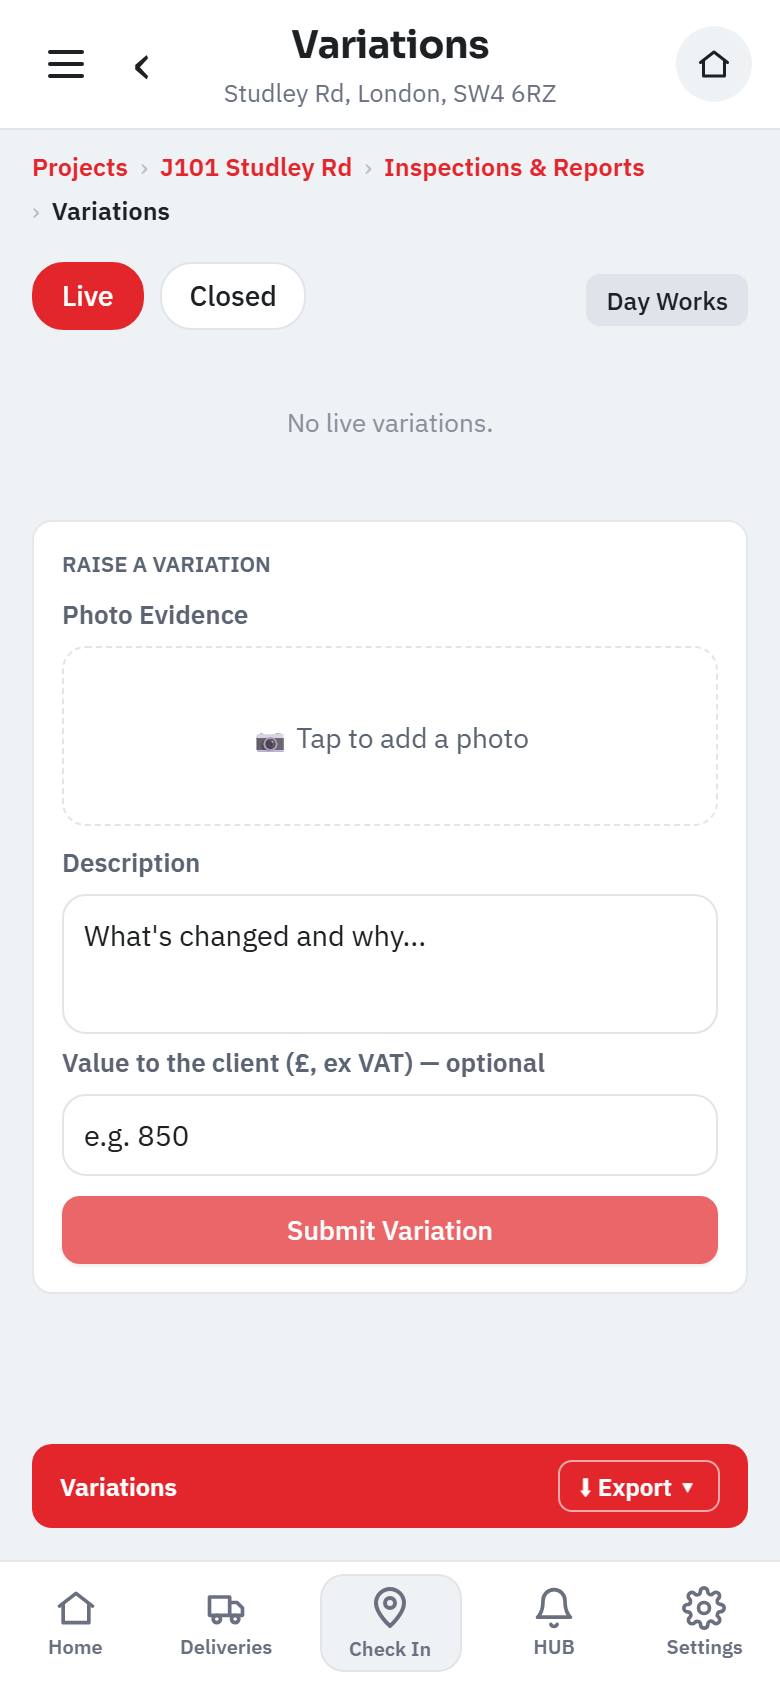 Variations
Studley Rd, London, SW4 6RZ
Projects › J101 Studley Rd › Inspections & Reports
› Variations
Live
Closed
Day Works
No live variations.
RAISE A VARIATION
Photo Evidence
📷 Tap to add a photo
Description
What's changed and why...
Value to the client (£, ex VAT) — optional
e.g. 850
Submit Variation
Variations
⬇ Export ▼
Home
Deliveries
Check In
HUB
Settings